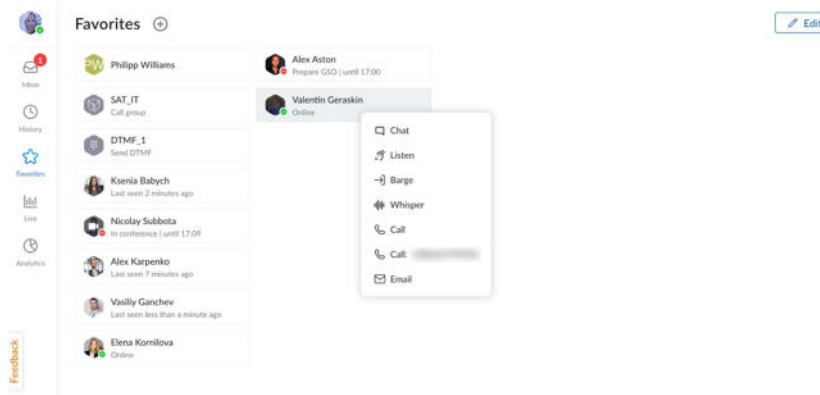 Favorites
Edit
1
Inbox
History
Favorites
Live
Analytics
Feedback
PW Philipp Williams
SAT_IT
Call group
DTMF_1
Send DTMF
Ksenia Babych
Last seen 2 minutes ago
Nicolay Subbota
In conference | until 17:09
Alex Karpenko
Last seen 7 minutes ago
Vasiliy Ganchev
Last seen less than a minute ago
Elena Kornilova
Online
Alex Aston
Prepare GSO | until 17:00
Valentin Geraskin
Online
Chat
Listen
Barge
Whisper
Call
Call:
Email